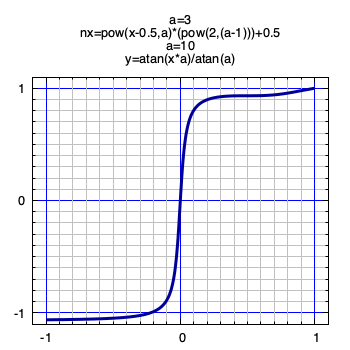 a=3
nx=pow(x-0.5,a)*(pow(2,(a-1)))+0.5
a=10
y=atan(x*a)/atan(a)
1
0
-1
-1
0
1